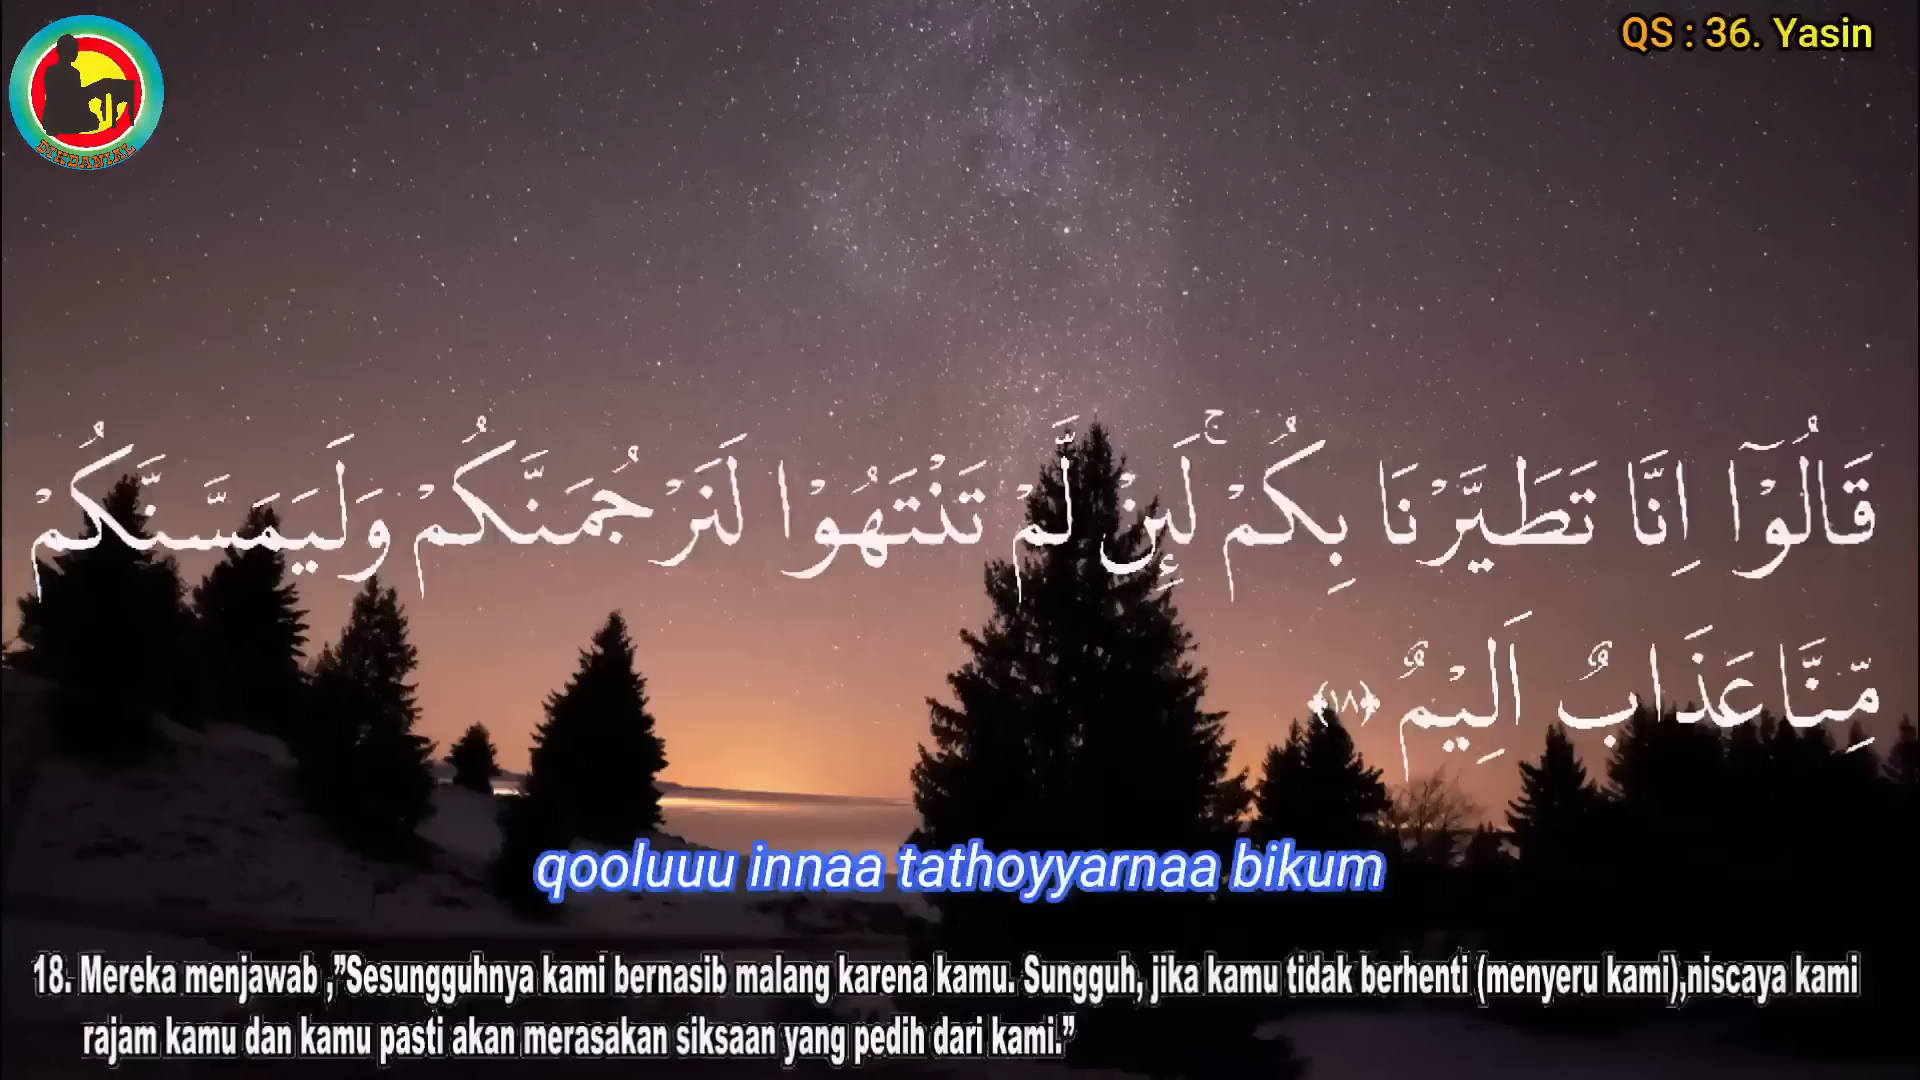 QS : 36. Yasin
DIKDANZAL
قَالُوْٓا اِنَّا تَطَيَّرْنَا بِكُمْۚ لَىِٕنْ لَّمْ تَنْتَهُوْا لَنَرْجُمَنَّكُمْ وَلَيَمَسَّنَّكُمْ
مِّنَّا عَذَابٌ اَلِيْمٌ ﴿١٨﴾
qooluuu innaa tathoyyarnaa bikum
18. Mereka menjawab ,”Sesungguhnya kami bernasib malang karena kamu. Sungguh, jika kamu tidak berhenti (menyeru kami),niscaya kami
rajam kamu dan kamu pasti akan merasakan siksaan yang pedih dari kami.”